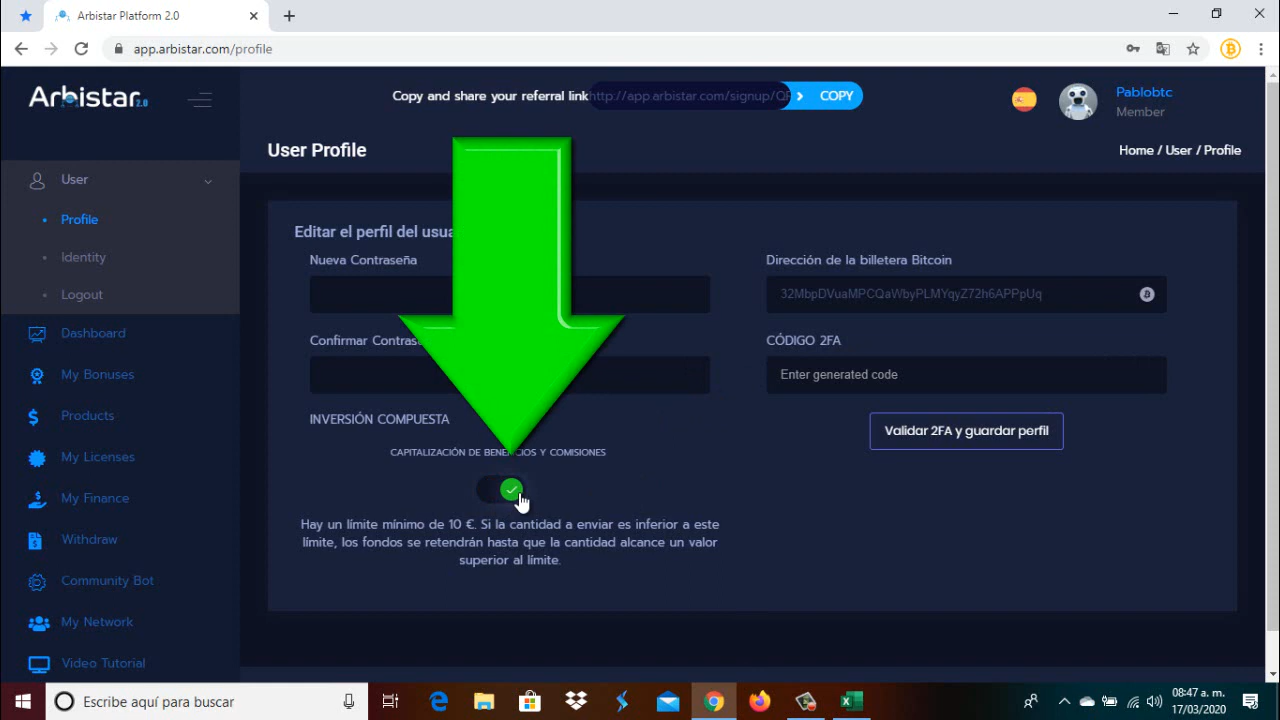 Arbistar Platform 2.0
app.arbistar.com/profile
Arbistar 2.0
Copy and share your referral link http://app.arbistar.com/signup/QR
COPY
Pablobtc
Member
User Profile
Home / User / Profile
User
Profile
Identity
Logout
Dashboard
My Bonuses
Products
My Licenses
My Finance
Withdraw
Community Bot
My Network
Video Tutorial
Editar el perfil del
Nueva Contraseña
Confirmar
INVERSIÓN COMPUESTA
CAPITALIZACIÓN DE Y COMISIONES
Hay un límite mínimo de 10 €. Si la cantidad a enviar es inferior a este
límite, los fondos se retendrán hasta que la cantidad alcance un valor
superior al límite.
Dirección de la billetera Bitcoin
32MbpDVuaMPCQaWbyPLMYqyZ72h6APPpUq
CÓDIGO 2FA
Enter generated code
Validar 2FA y guardar perfil
Escribe aquí para buscar
08:47 a. m.
17/03/2020